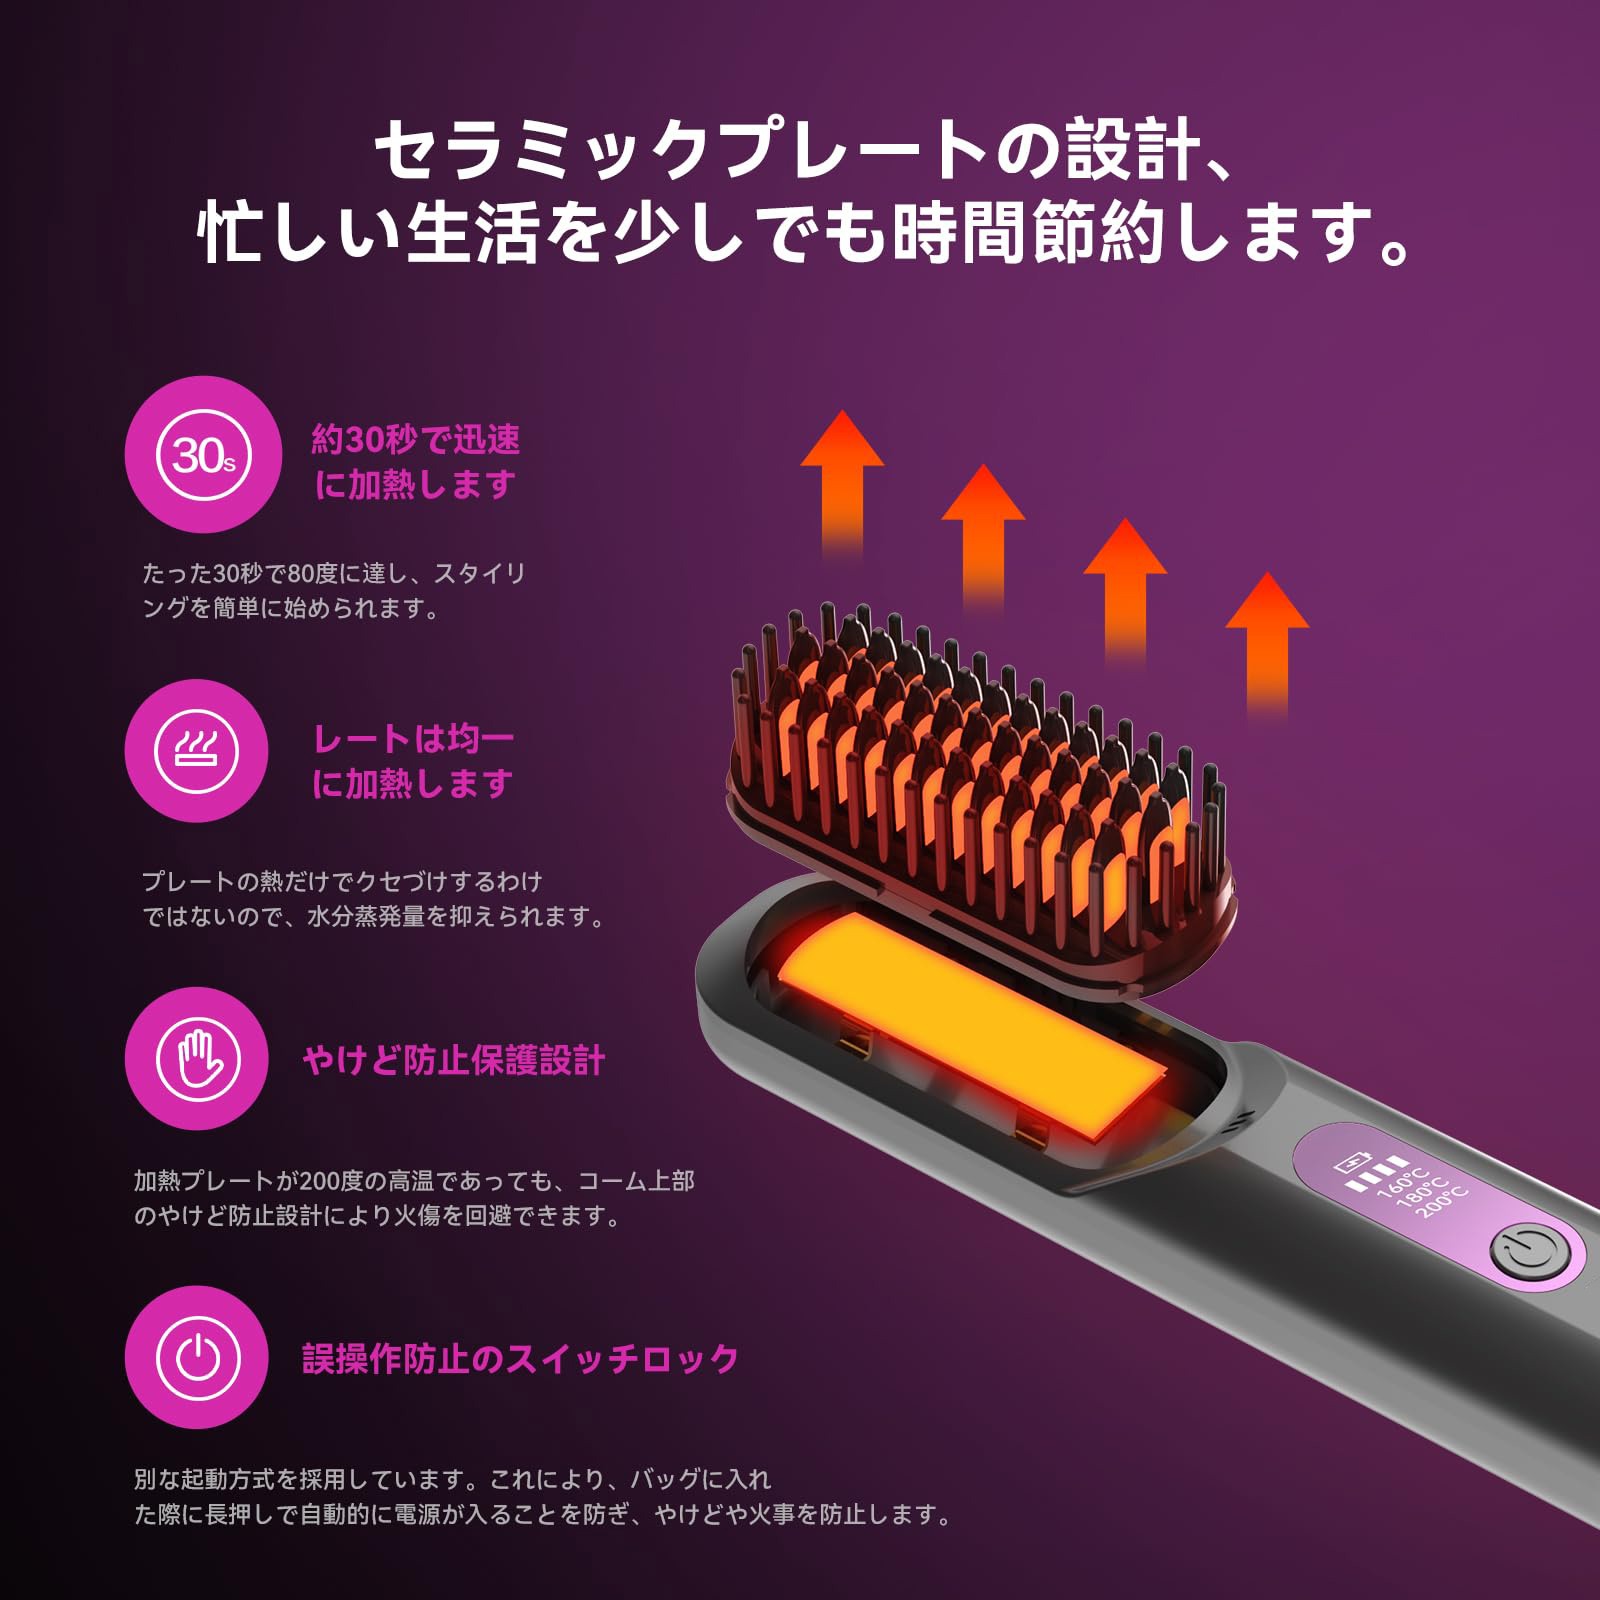 セラミックプレートの設計、
忙しい生活を少しでも時間節約します。
30s
約30秒で迅速
に加熱します
たった30秒で80度に達し、スタイリ
ングを簡単に始められます。
レートは均一
に加熱します
プレートの熱だけでクセづけするわけ
ではないので、水分蒸発量を抑えられます。
やけど防止保護設計
加熱プレートが200度の高温であっても、コーム上部
のやけど防止設計により火傷を回避できます。
誤操作防止のスイッチロック
別な起動方式を採用しています。これにより、バッグに入れ
た際に長押しで自動的に電源が入ることを防ぎ、やけどや火事を防止します。
160°C
180°C
200°C